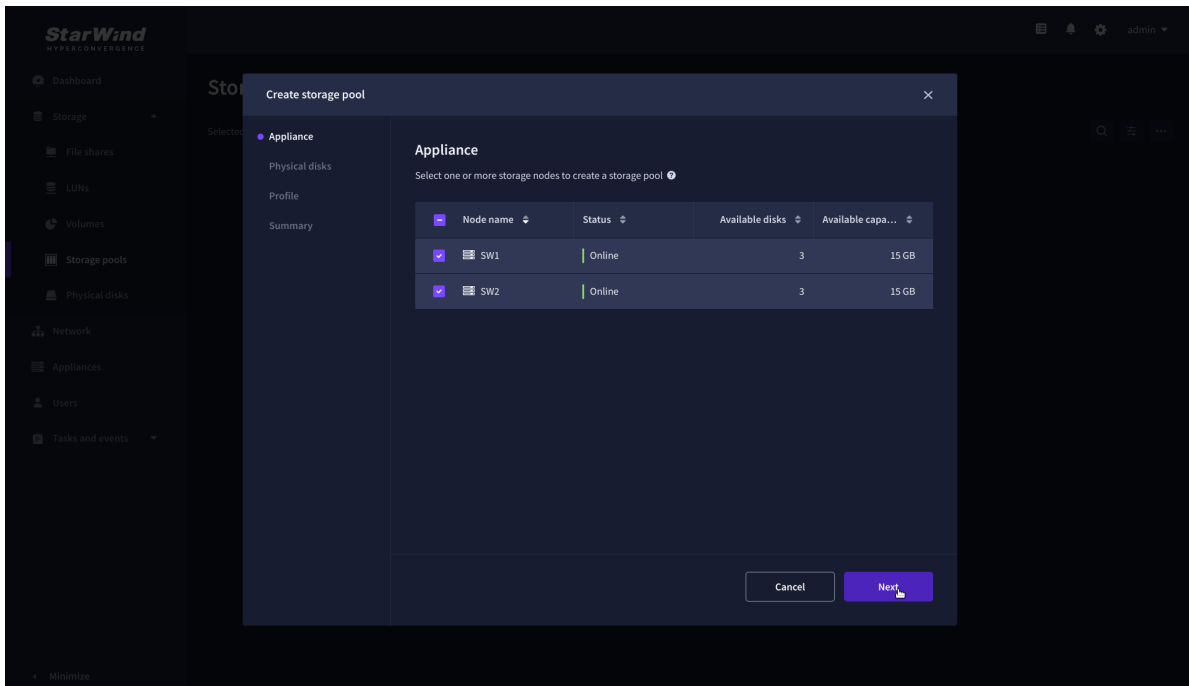 StarWind
HYPERCONVERGENCE
admin
Dashboard
Storage
File shares
LUNs
Volumes
Storage pools
Physical disks
Network
Appliances
Users
Tasks and events
Minimize
Stor
Selected
Create storage pool
Appliance
Physical disks
Profile
Summary
Appliance
Select one or more storage nodes to create a storage pool
Node name Status Available disks Available capa...
SW1 Online 3 15 GB
SW2 Online 3 15 GB
Cancel Next